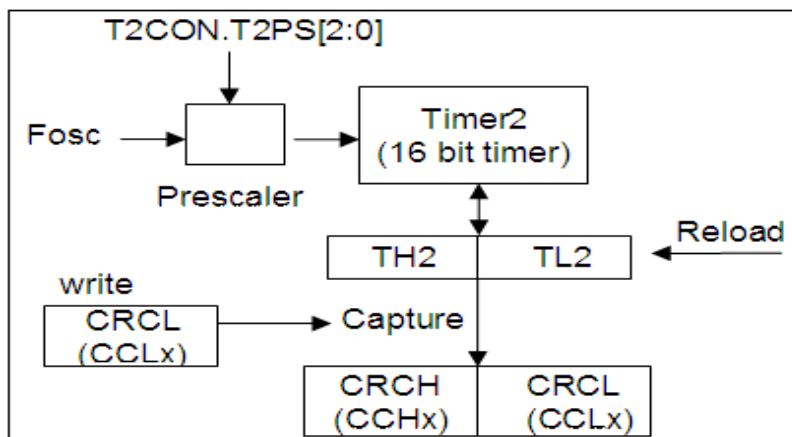 T2CON.T2PS[2:0]
Fosc
Timer2
(16 bit timer)
Prescaler
TH2
TL2
Reload
write
CRCL
(CCLx)
Capture
CRCH
(CCHx)
CRCL
(CCLx)